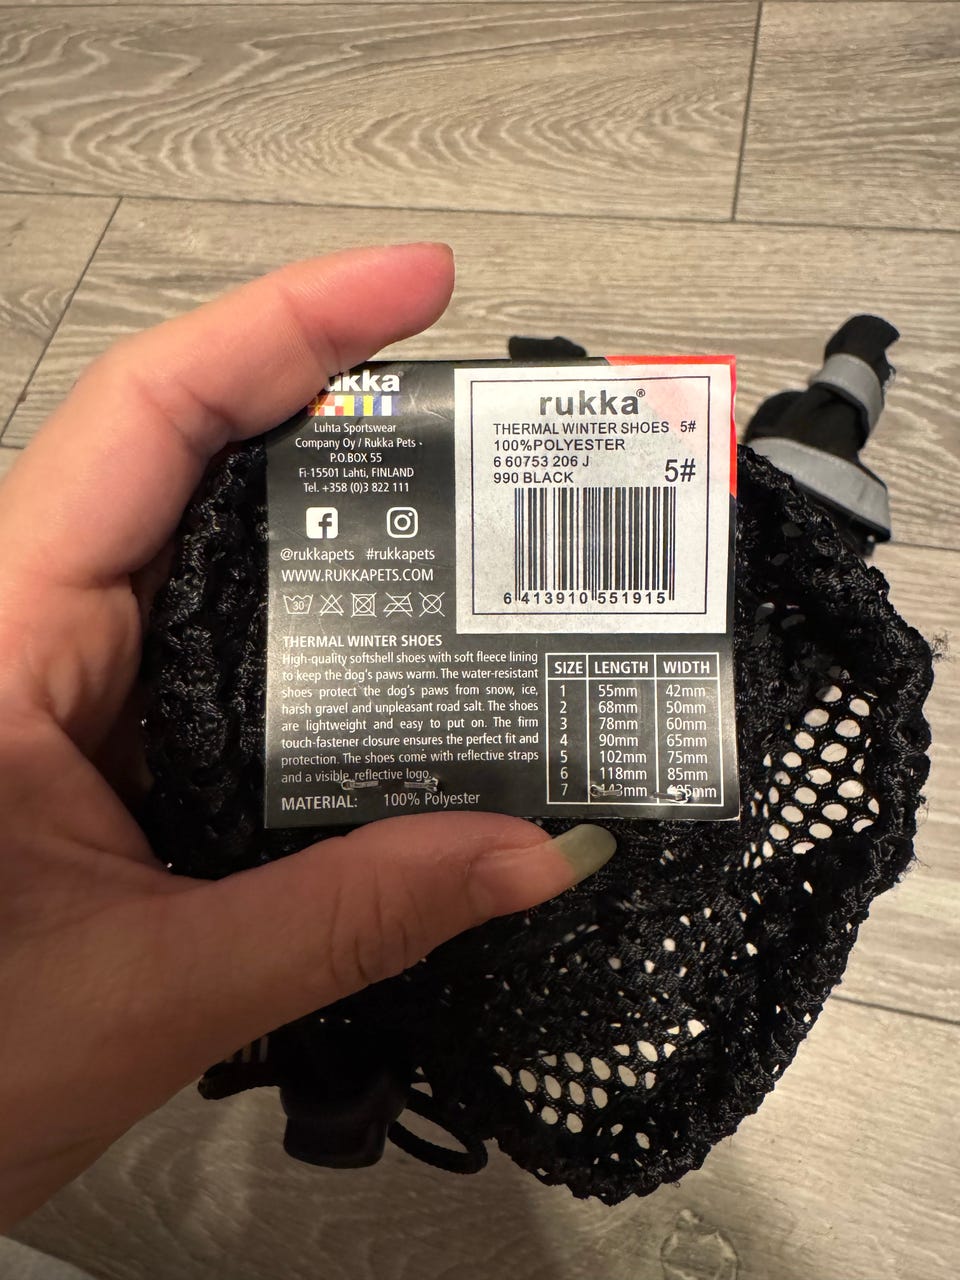 rukka
Luhta Sportswear
Company Oy / Rukka Pets
P.O.BOX 55
Fi-15501 Lahti, FINLAND
Tel. +358 (0)3 822 111
@rukkapets #rukkapets
WWW.RUKKAPETS.COM
30
rukka®
THERMAL WINTER SHOES 5#
100%POLYESTER
6 60753 206 J
990 BLACK 5#
6 413910 551915
THERMAL WINTER SHOES
High-quality softshell shoes with soft fleece lining
to keep the dog's paws warm. The water-resistant
shoes protect the dog's paws from snow, ice,
harsh gravel and unpleasant road salt. The shoes
are lightweight and easy to put on. The firm
touch-fastener closure ensures the perfect fit and
protection. The shoes come with reflective straps
and a visible reflective logo.
MATERIAL: 100% Polyester
SIZE LENGTH WIDTH
1 55mm 42mm
2 68mm 50mm
3 78mm 60mm
4 90mm 65mm
5 102mm 75mm
6 118mm 85mm
7